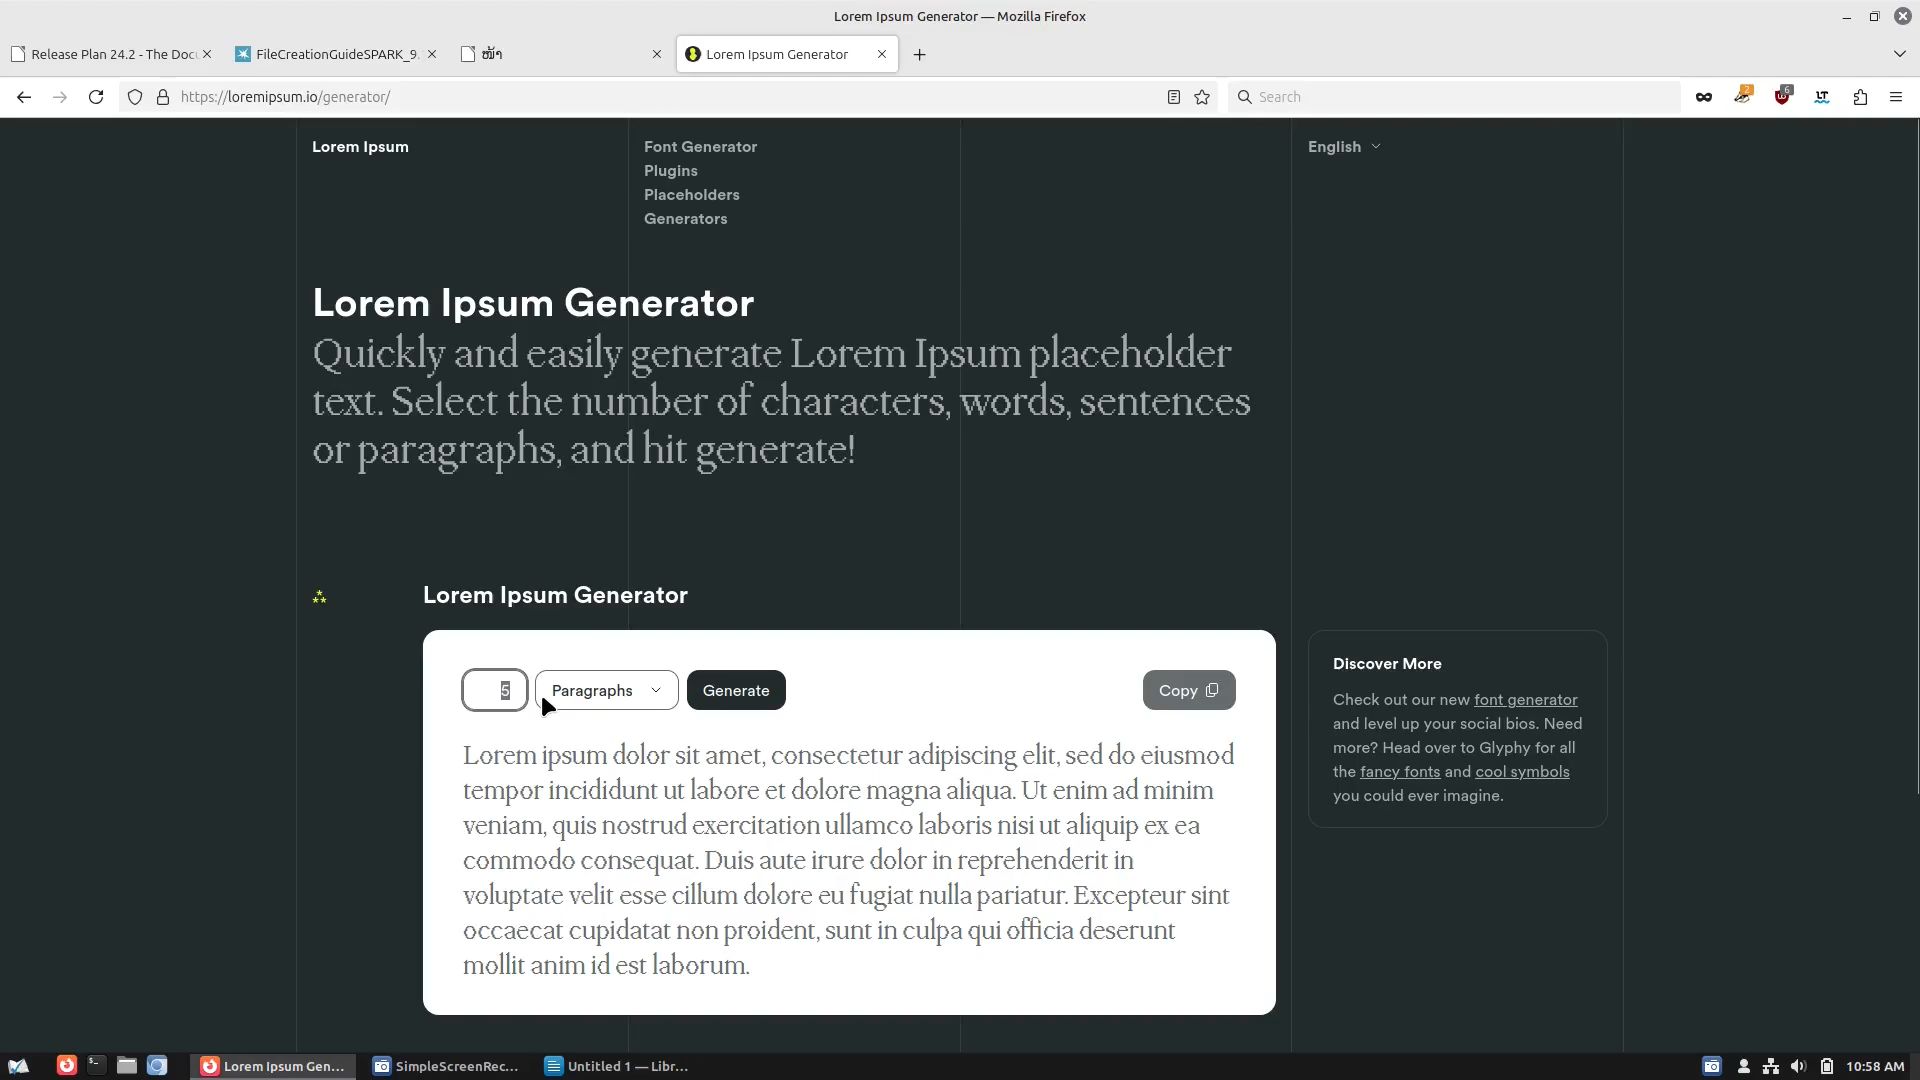 Lorem Ipsum Generator — Mozilla Firefox
Release Plan 24.2 - The Doc
FileCreationGuideSPARK_9.
ໜ້າ
Lorem Ipsum Generator
https://loremipsum.io/generator/
Search
2
6
LT
Lorem Ipsum
Font Generator
Plugins
Placeholders
Generators
English
Lorem Ipsum Generator
Quickly and easily generate Lorem Ipsum placeholder
text. Select the number of characters, words, sentences
or paragraphs, and hit generate!
Lorem Ipsum Generator
5
Paragraphs
Generate
Copy
Lorem ipsum dolor sit amet, consectetur adipiscing elit, sed do eiusmod
tempor incididunt ut labore et dolore magna aliqua. Ut enim ad minim
veniam, quis nostrud exercitation ullamco laboris nisi ut aliquip ex ea
commodo consequat. Duis aute irure dolor in reprehenderit in
voluptate velit esse cillum dolore eu fugiat nulla pariatur. Excepteur sint
occaecat cupidatat non proident, sunt in culpa qui officia deserunt
mollit anim id est laborum.
Discover More
Check out our new font generator
and level up your social bios. Need
more? Head over to Glyphy for all
the fancy fonts and cool symbols
you could ever imagine.
Lorem Ipsum Gen...
SimpleScreenRec...
Untitled 1 — Libr...
10:58 AM